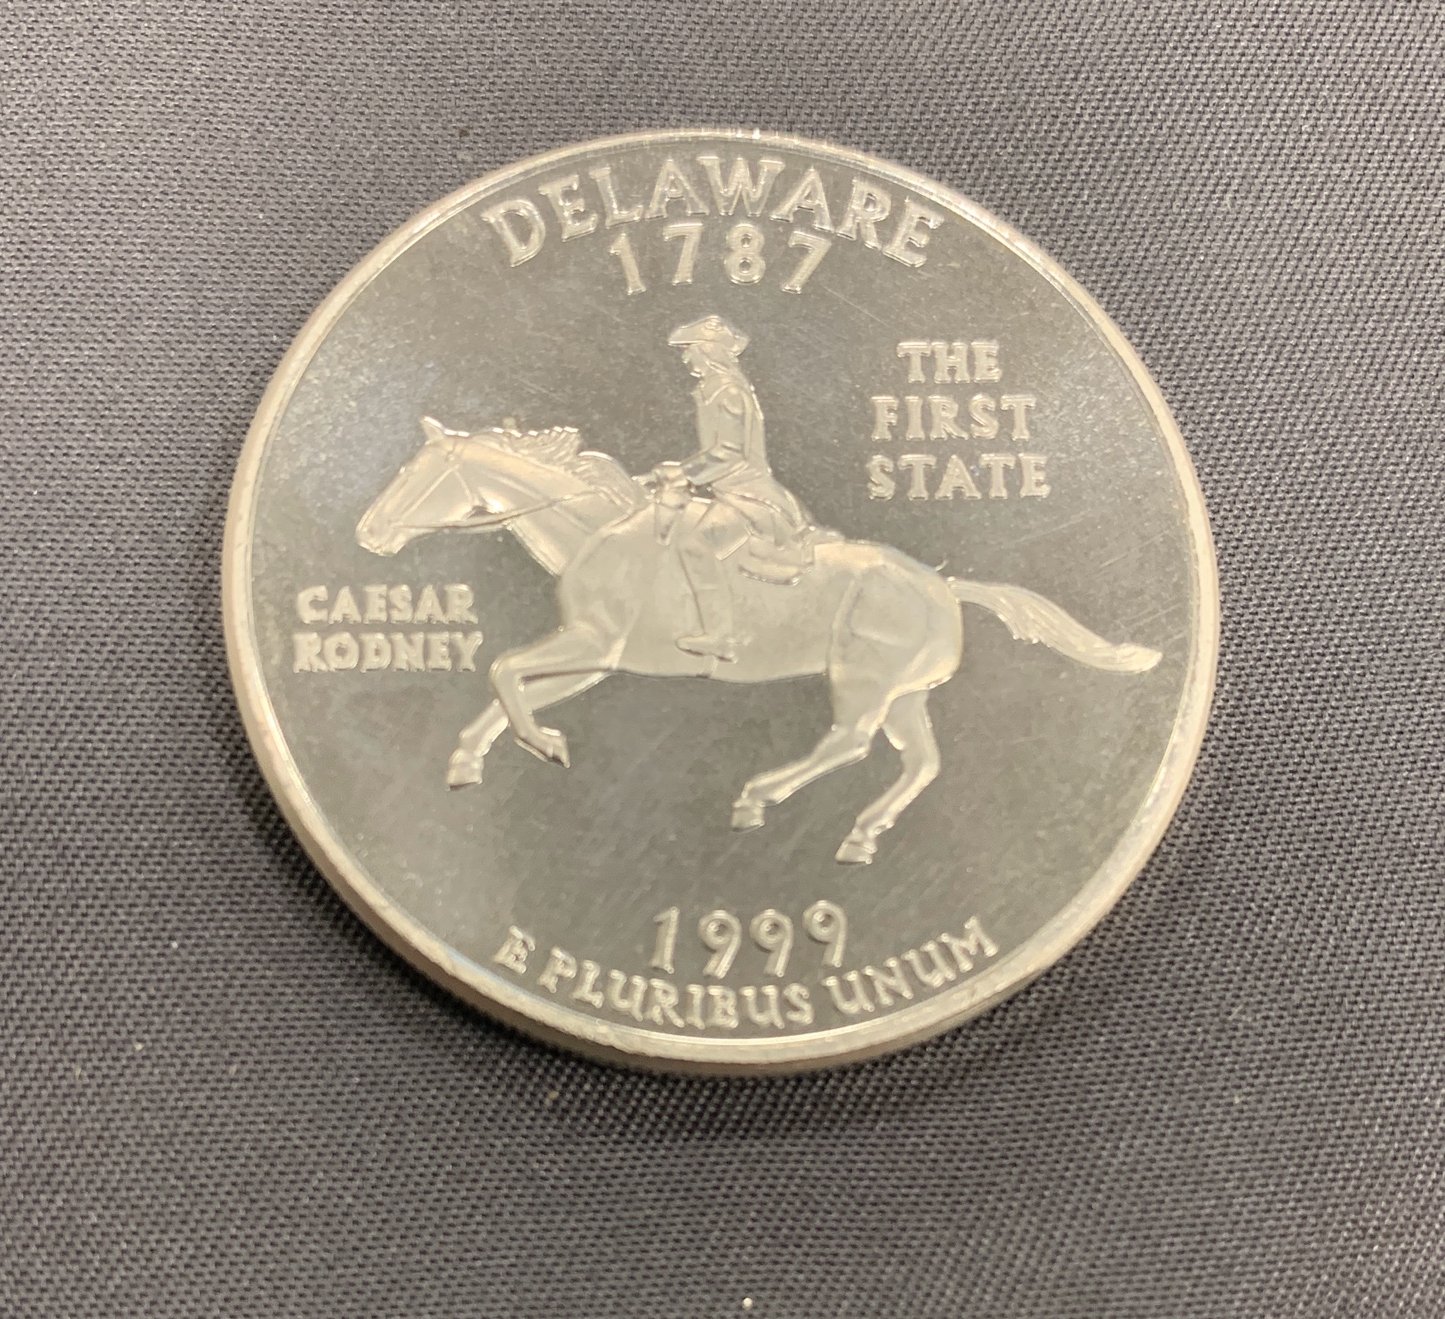 DELAWARE
1787
THE
FIRST
STATE
CAESAR
RODNEY
1999
E PLURIBUS UNUM